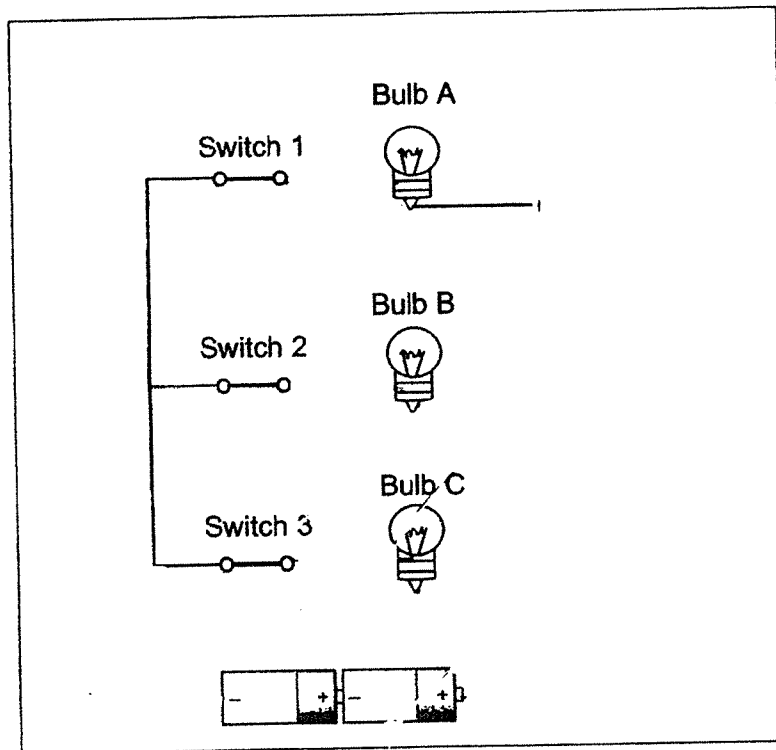 Bulb A
Switch 1
Bulb B
Switch 2
Bulb C
Switch 3
− + − +